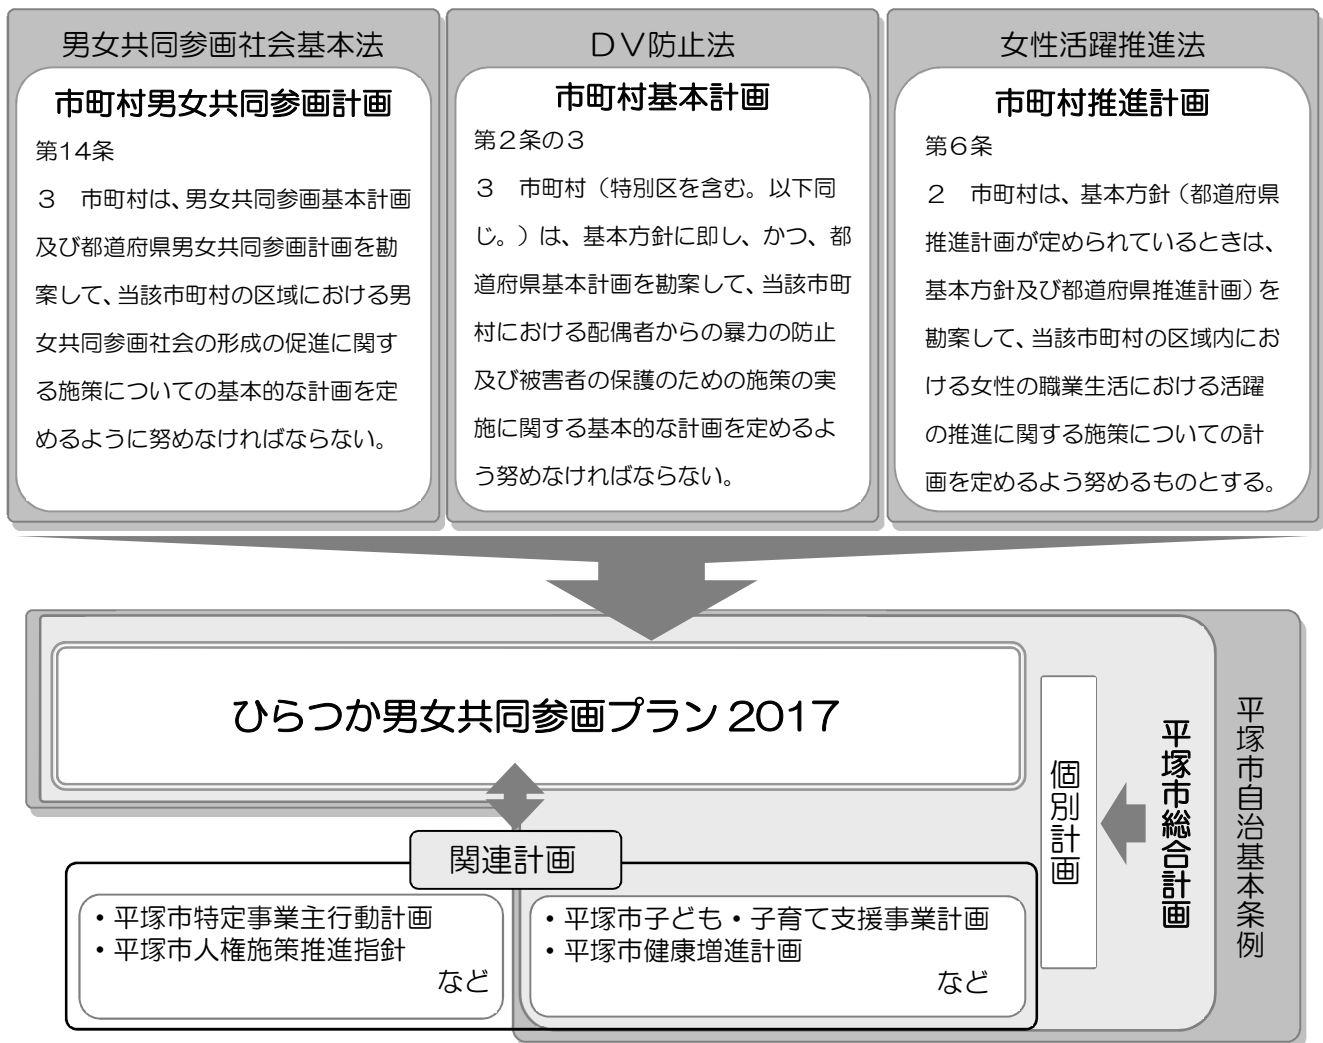 男女共同参画社会基本法
市町村男女共同参画計画
第14条
３　市町村は、男女共同参画基本計画
及び都道府県男女共同参画計画を勘
案して、当該市町村の区域における男
女共同参画社会の形成の促進に関す
る施策についての基本的な計画を定
めるように努めなければならない。
ＤＶ防止法
市町村基本計画
第２条の３
３　市町村（特別区を含む。以下同
じ。）は、基本方針に即し、かつ、都
道府県基本計画を勘案して、当該市町
村における配偶者からの暴力の防止
及び被害者の保護のための施策の実
施に関する基本的な計画を定めるよ
う努めなければならない。
女性活躍推進法
市町村推進計画
第６条
２　市町村は、基本方針（都道府県
推進計画が定められているときは、
基本方針及び都道府県推進計画）を
勘案して、当該市町村の区域内にお
ける女性の職業生活における活躍
の推進に関する施策についての計
画を定めるよう努めるものとする。
ひらつか男女共同参画プラン 2017
個別計画
平塚市総合計画
平塚市自治基本条例
関連計画
・平塚市特定事業主行動計画
・平塚市人権施策推進指針
など
・平塚市子ども・子育て支援事業計画
・平塚市健康増進計画
など